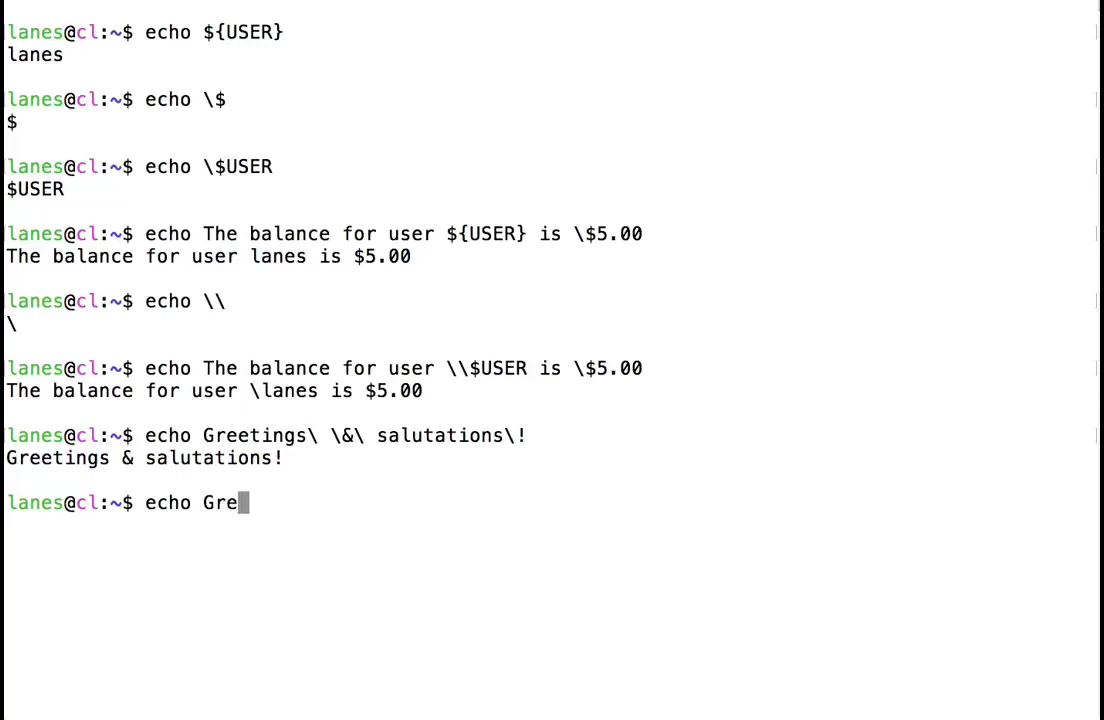 lanes@cl:~$ echo ${USER}
lanes
lanes@cl:~$ echo \$
$
lanes@cl:~$ echo \$USER
$USER
lanes@cl:~$ echo The balance for user ${USER} is \$5.00
The balance for user lanes is $5.00
lanes@cl:~$ echo \\
\
lanes@cl:~$ echo The balance for user \\$USER is \$5.00
The balance for user \lanes is $5.00
lanes@cl:~$ echo Greetings\ \&\ salutations\!
Greetings & salutations!
lanes@cl:~$ echo Gre